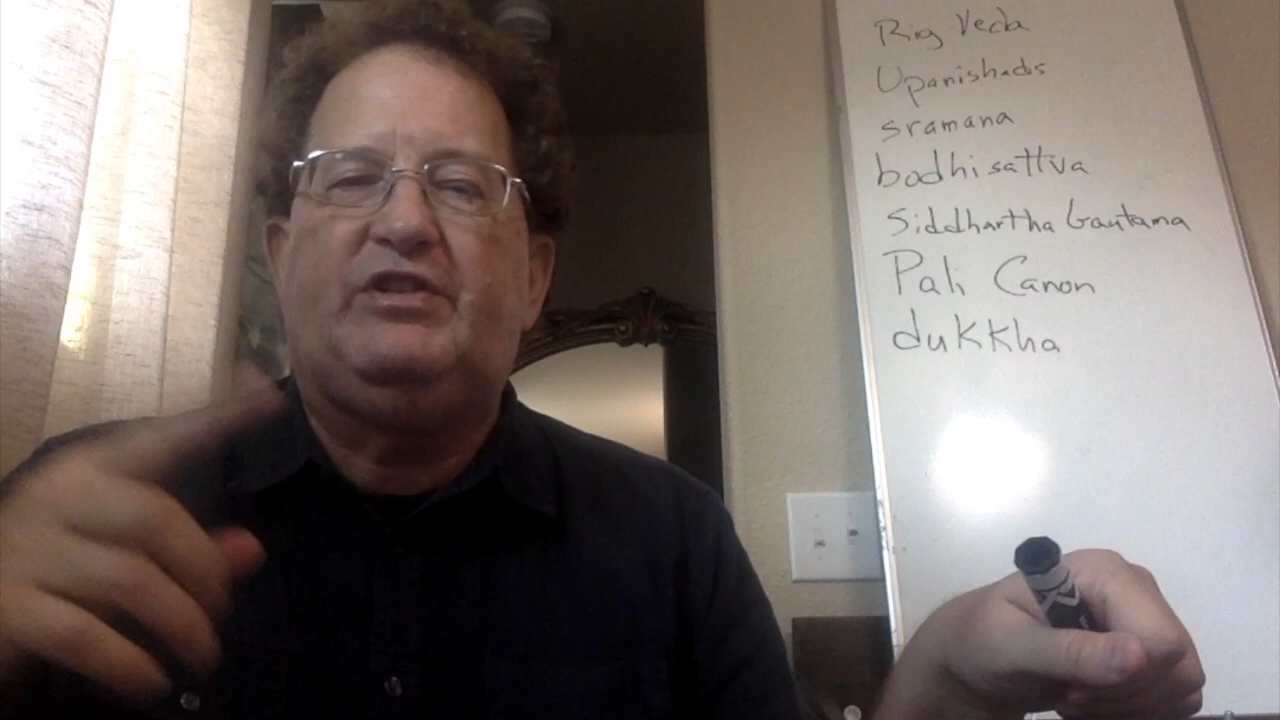 Rig Veda
Upanishads
sramana
bodhisattva
Siddhartha Gautama
Pali Canon
dukkha